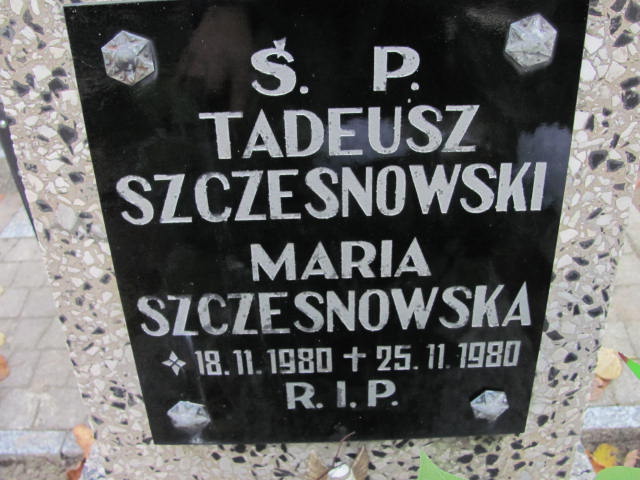 Ś. P.
TADEUSZ
SZCZESNOWSKI
MARIA
SZCZESNOWSKA
18.11.1980 + 25.11.1980
R. I. P.